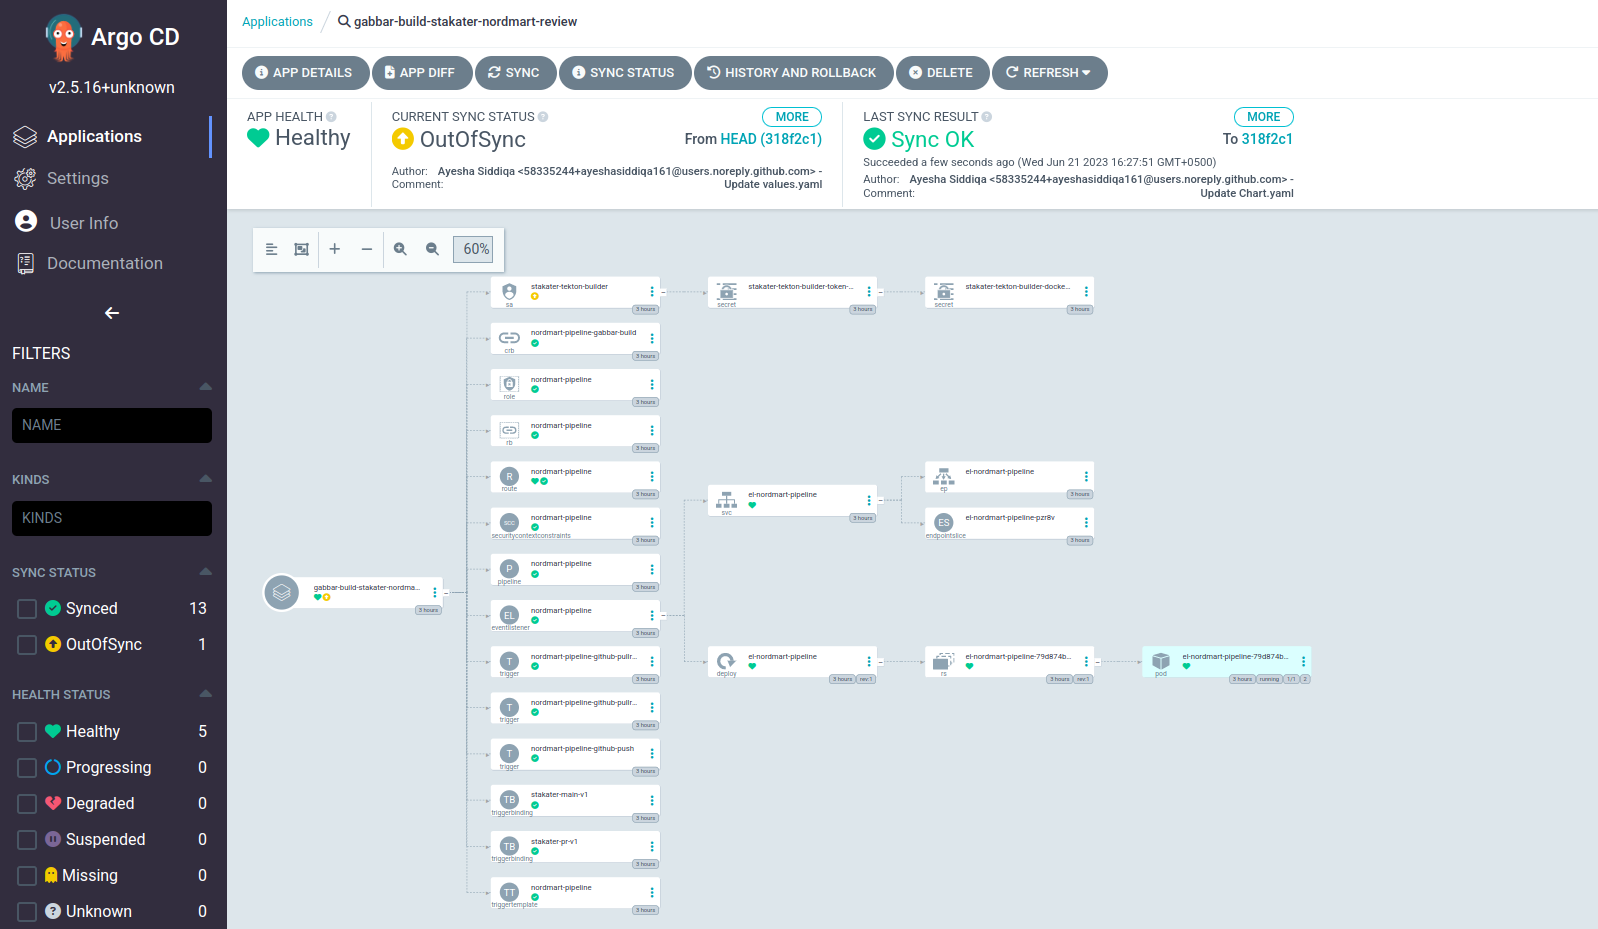 Argo CD
v2.5.16+unknown
Applications
Settings
User Info
Documentation
FILTERS
NAME
NAME
KINDS
KINDS
SYNC STATUS
Synced 13
OutOfSync 1
HEALTH STATUS
Healthy 5
Progressing 0
Degraded 0
Suspended 0
Missing 0
Unknown 0
Applications / gabbar-build-stakater-nordmart-review
APP DETAILS APP DIFF SYNC SYNC STATUS HISTORY AND ROLLBACK DELETE REFRESH
APP HEALTH
Healthy
CURRENT SYNC STATUS MORE
OutOfSync From HEAD (318f2c1)
Author: Ayesha Siddiqa <58335244+ayeshasiddiqa161@users.noreply.github.com> -
Comment: Update values.yaml
LAST SYNC RESULT MORE
Sync OK To 318f2c1
Succeeded a few seconds ago (Wed Jun 21 2023 16:27:51 GMT+0500)
Author: Ayesha Siddiqa <58335244+ayeshasiddiqa161@users.noreply.github.com> -
Comment: Update Chart.yaml
60%
gabbar-build-stakater-nordma...
3 hours
stakater-tekton-builder
sa
3 hours
nordmart-pipeline-gabbar-build
crb
3 hours
nordmart-pipeline
role
3 hours
nordmart-pipeline
rb
3 hours
R
nordmart-pipeline
route
3 hours
SCC
nordmart-pipeline
securitycontextconstraints
3 hours
P
nordmart-pipeline
pipeline
3 hours
EL
nordmart-pipeline
eventlistener
3 hours
T
nordmart-pipeline-github-pullr...
trigger
3 hours
T
nordmart-pipeline-github-pullr...
trigger
3 hours
T
nordmart-pipeline-github-push
trigger
3 hours
TB
stakater-main-v1
triggerbinding
3 hours
TB
stakater-pr-v1
triggerbinding
3 hours
TT
nordmart-pipeline
triggertemplate
3 hours
stakater-tekton-builder-token-...
secret
3 hours
stakater-tekton-builder-docke...
secret
3 hours
el-nordmart-pipeline
svc
3 hours
el-nordmart-pipeline
ep
3 hours
ES
el-nordmart-pipeline-pzr8v
endpointslice
3 hours
el-nordmart-pipeline
deploy
3 hours rev:1
el-nordmart-pipeline-79d874b...
rs
3 hours rev:1
el-nordmart-pipeline-79d874b...
pod
3 hours running 1/1 2